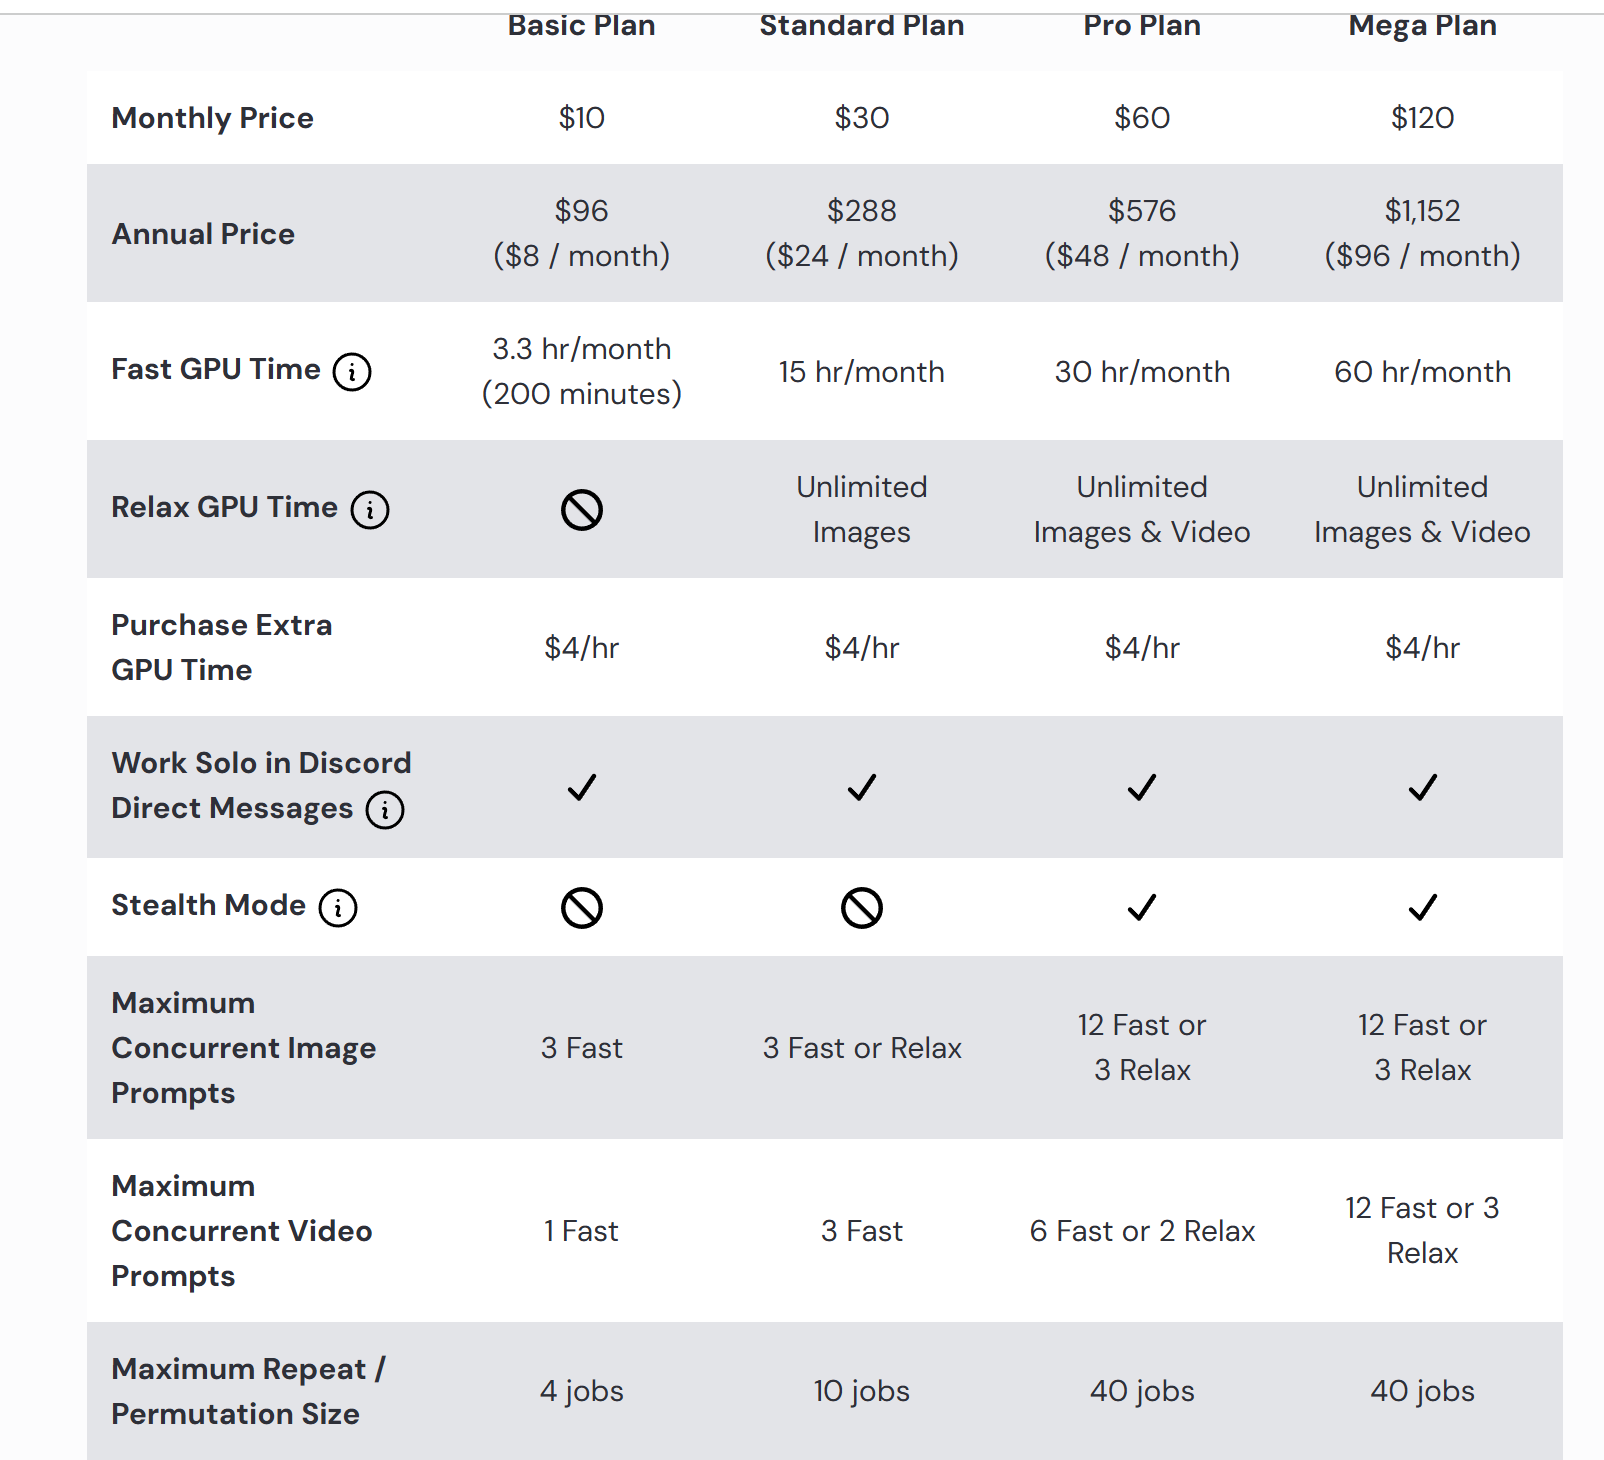 Basic Plan Standard Plan Pro Plan Mega Plan
Monthly Price $10 $30 $60 $120
Annual Price
$96
($8 / month)
$288
($24 / month)
$576
($48 / month)
$1,152
($96 / month)
Fast GPU Time i
3.3 hr/month
(200 minutes)
15 hr/month
30 hr/month
60 hr/month
Relax GPU Time i
Unlimited
Images
Unlimited
Images & Video
Unlimited
Images & Video
Purchase Extra
GPU Time
$4/hr
$4/hr
$4/hr
$4/hr
Work Solo in Discord
Direct Messages i
Stealth Mode i
Maximum
Concurrent Image
Prompts
3 Fast
3 Fast or Relax
12 Fast or
3 Relax
12 Fast or
3 Relax
Maximum
Concurrent Video
Prompts
1 Fast
3 Fast
6 Fast or 2 Relax
12 Fast or 3
Relax
Maximum Repeat /
Permutation Size
4 jobs
10 jobs
40 jobs
40 jobs